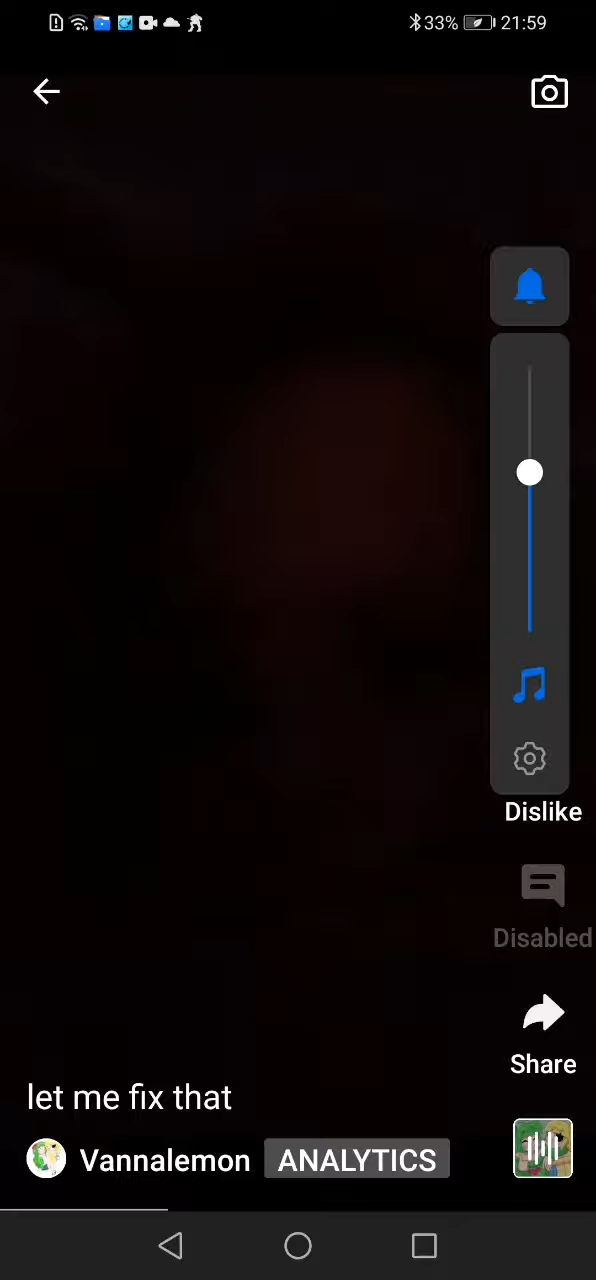 33% 21:59
Dislike
Disabled
Share
let me fix that
Vannalemon ANALYTICS